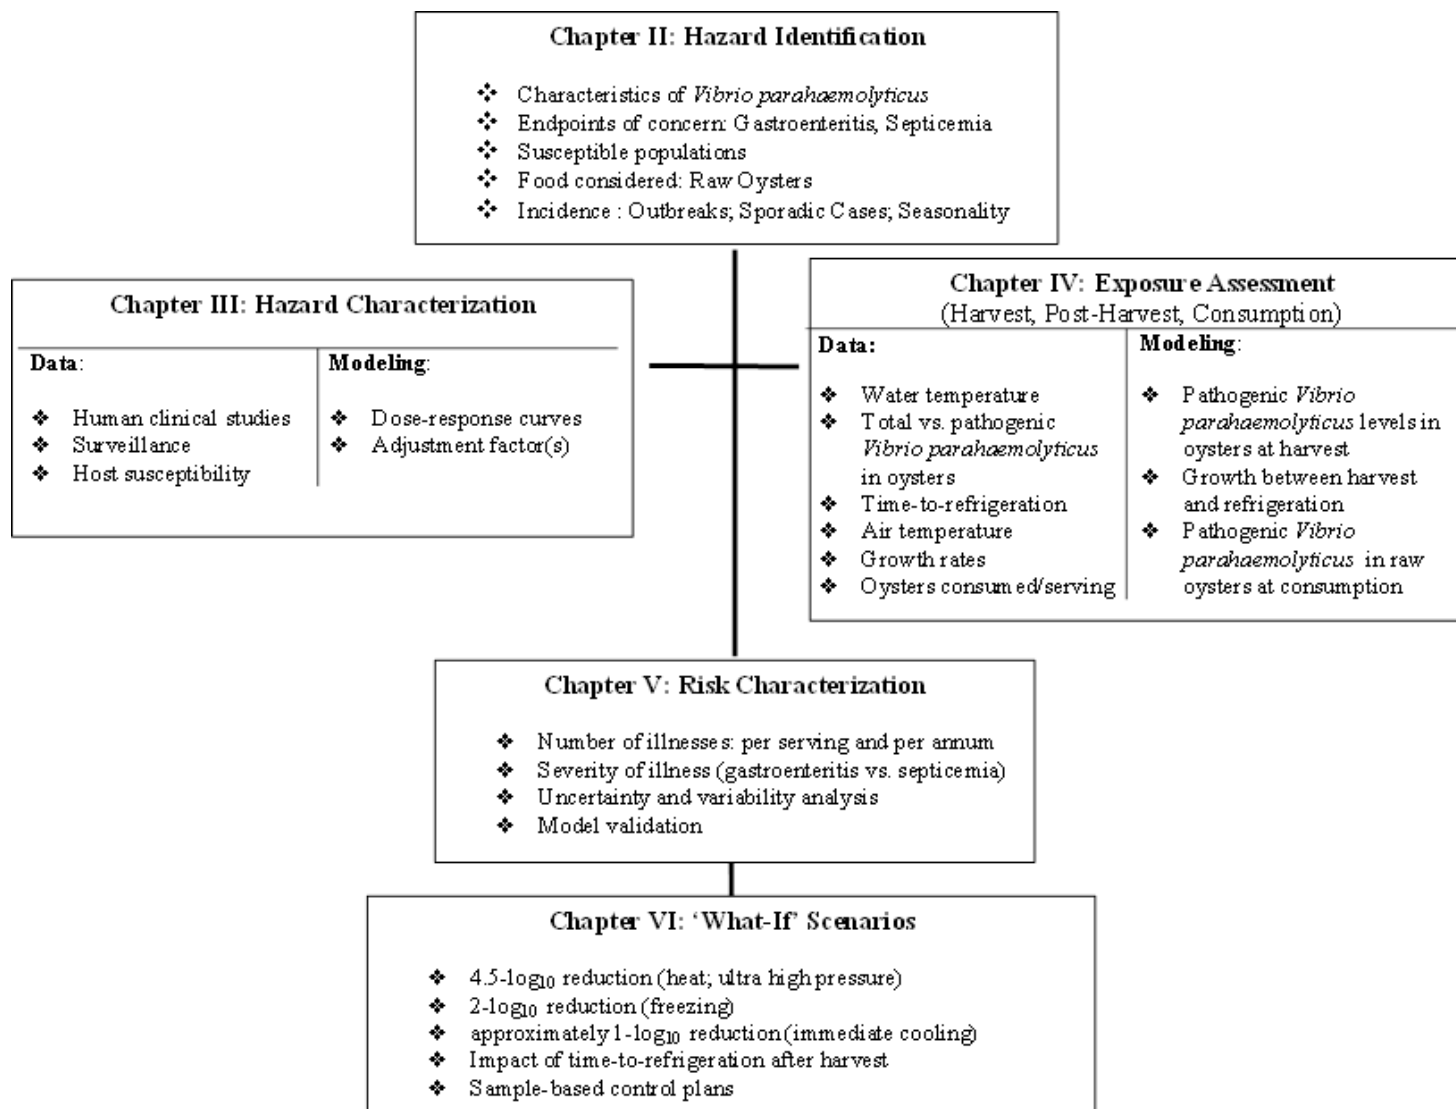 Chapter II: Hazard Identification
❖ Characteristics of Vibrio parahaemolyticus
❖ Endpoints of concern: Gastroenteritis, Septicemia
❖ Susceptible populations
❖ Food considered: Raw Oysters
❖ Incidence : Outbreaks; Sporadic Cases; Seasonality
Chapter III: Hazard Characterization
Data:
❖ Human clinical studies
❖ Surveillance
❖ Host susceptibility
Modeling:
❖ Dose-response curves
❖ Adjustment factor(s)
Chapter IV: Exposure Assessment
(Harvest, Post-Harvest, Consumption)
Data:
❖ Water temperature
❖ Total vs. pathogenic
Vibrio parahaemolyticus
in oysters
❖ Time-to-refrigeration
❖ Air temperature
❖ Growth rates
❖ Oysters consumed/serving
Modeling:
❖ Pathogenic Vibrio
parahaemolyticus levels in
oysters at harvest
❖ Growth between harvest
and refrigeration
❖ Pathogenic Vibrio
parahaemolyticus in raw
oysters at consumption
Chapter V: Risk Characterization
❖ Number of illnesses: per serving and per annum
❖ Severity of illness (gastroenteritis vs. septicemia)
❖ Uncertainty and variability analysis
❖ Model validation
Chapter VI: ‘What-If’ Scenarios
❖ 4.5-log₁₀ reduction (heat; ultra high pressure)
❖ 2-log₁₀ reduction (freezing)
❖ approximately 1-log₁₀ reduction (immediate cooling)
❖ Impact of time-to-refrigeration after harvest
❖ Sample-based control plans